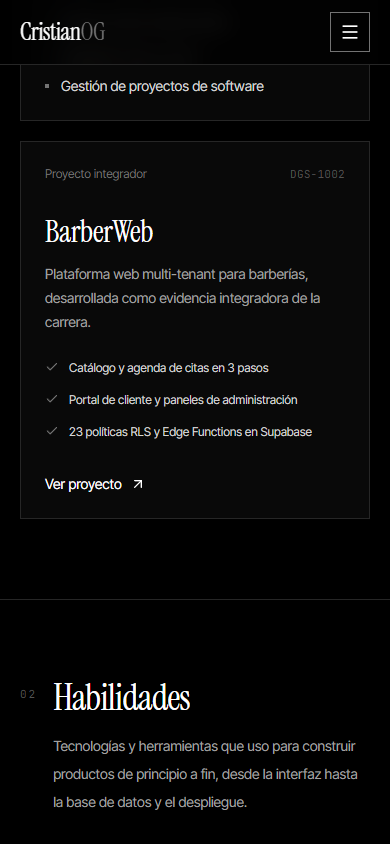 CristianOG
Gestión de proyectos de software
Proyecto integrador
DGS-1002
BarberWeb
Plataforma web multi-tenant para barberías,
desarrollada como evidencia integradora de la
carrera.
Catálogo y agenda de citas en 3 pasos
Portal de cliente y paneles de administración
23 políticas RLS y Edge Functions en Supabase
Ver proyecto
02
Habilidades
Tecnologías y herramientas que uso para construir
productos de principio a fin, desde la interfaz hasta
la base de datos y el despliegue.